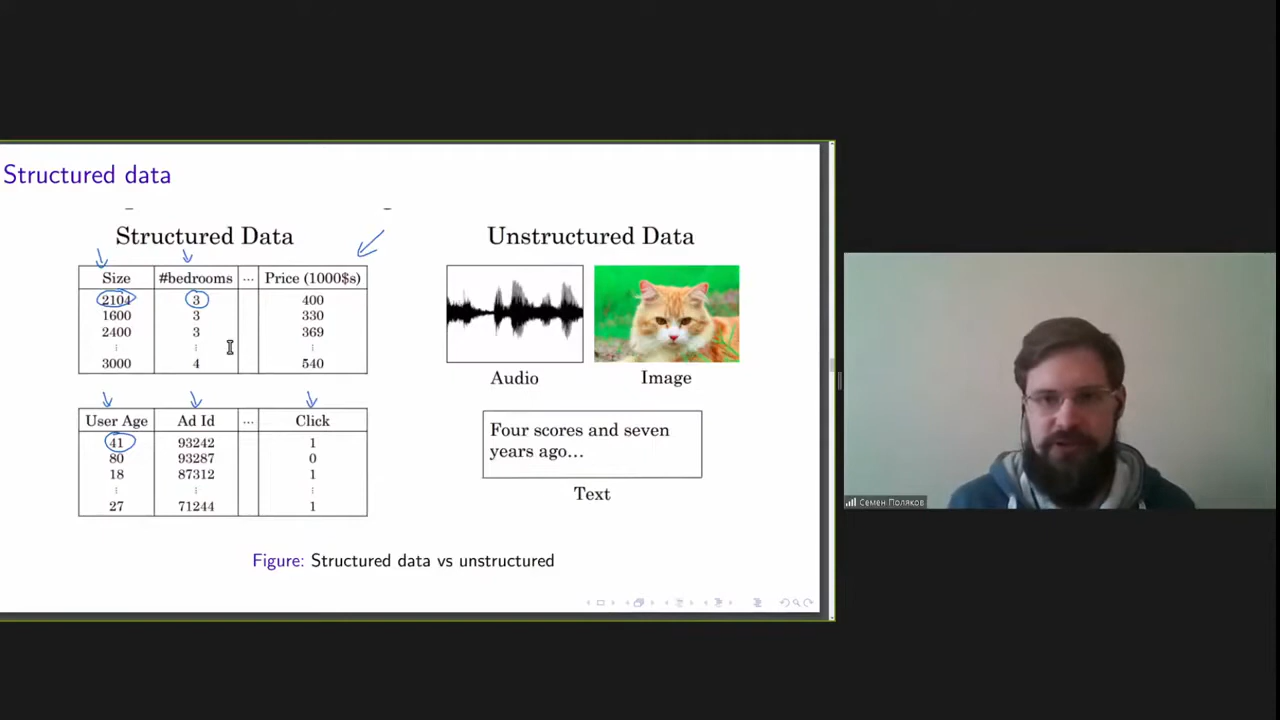 Structured data
Structured Data
Size #bedrooms ... Price (1000$s)
2104 3 400
1600 3 330
2400 3 369
⋮ ⋮ ⋮
3000 4 540
User Age Ad Id ... Click
41 93242 1
80 93287 0
18 87312 1
⋮ ⋮ ⋮
27 71244 1
Unstructured Data
Audio Image
Four scores and seven
years ago...
Text
Figure: Structured data vs unstructured
Семен Поляков